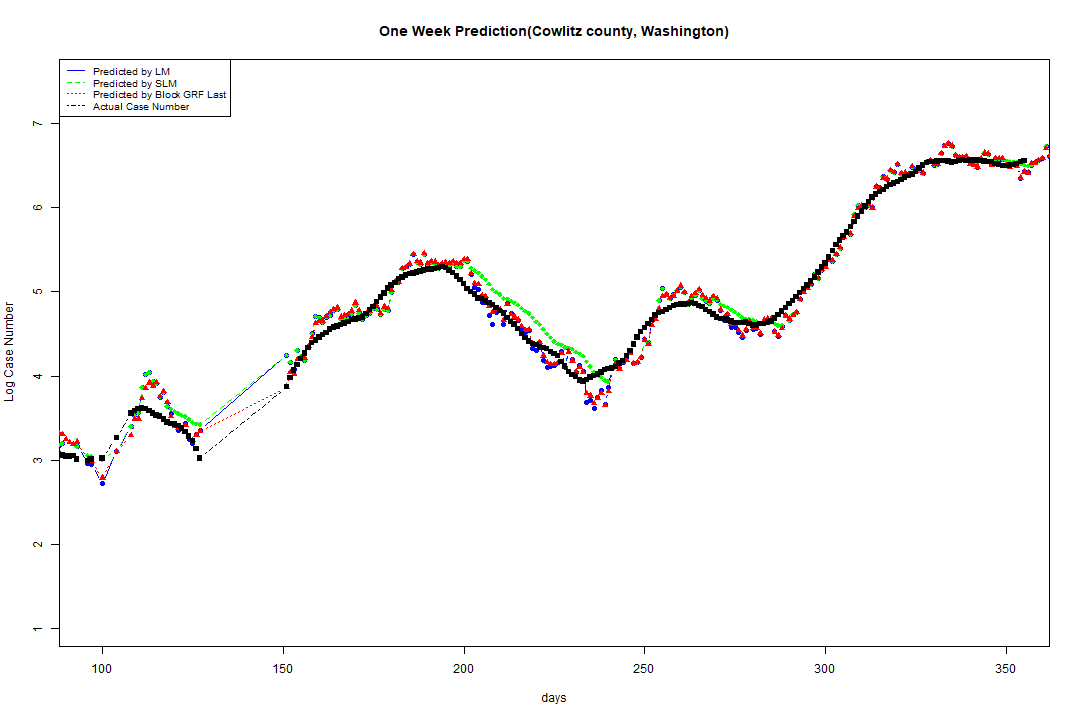 One Week Prediction(Cowlitz county, Washington)
Predicted by LM
Predicted by SLM
Predicted by Block GRF Last
Actual Case Number
7
6
5
4
3
2
1
Log Case Number
100 150 200 250 300 350
days